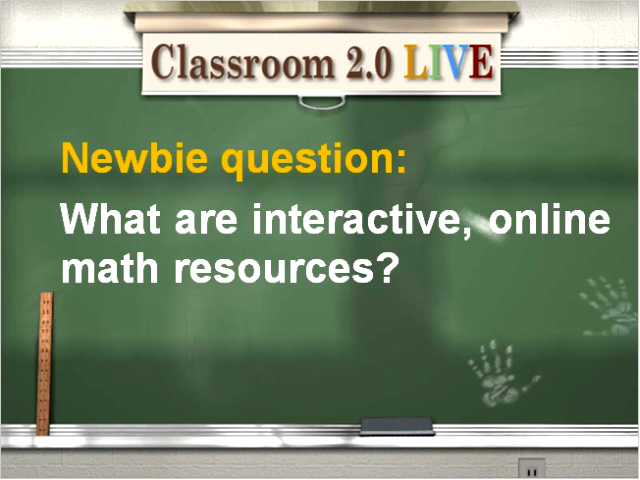 Classroom 2.0 LIVE
Newbie question:
What are interactive, online
math resources?